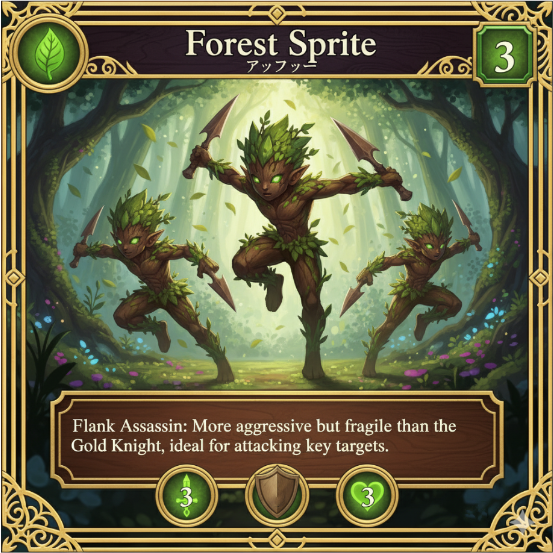 Forest Sprite
アッフッー
3
Flank Assassin: More aggressive but fragile than the
Gold Knight, ideal for attacking key targets.
3
3